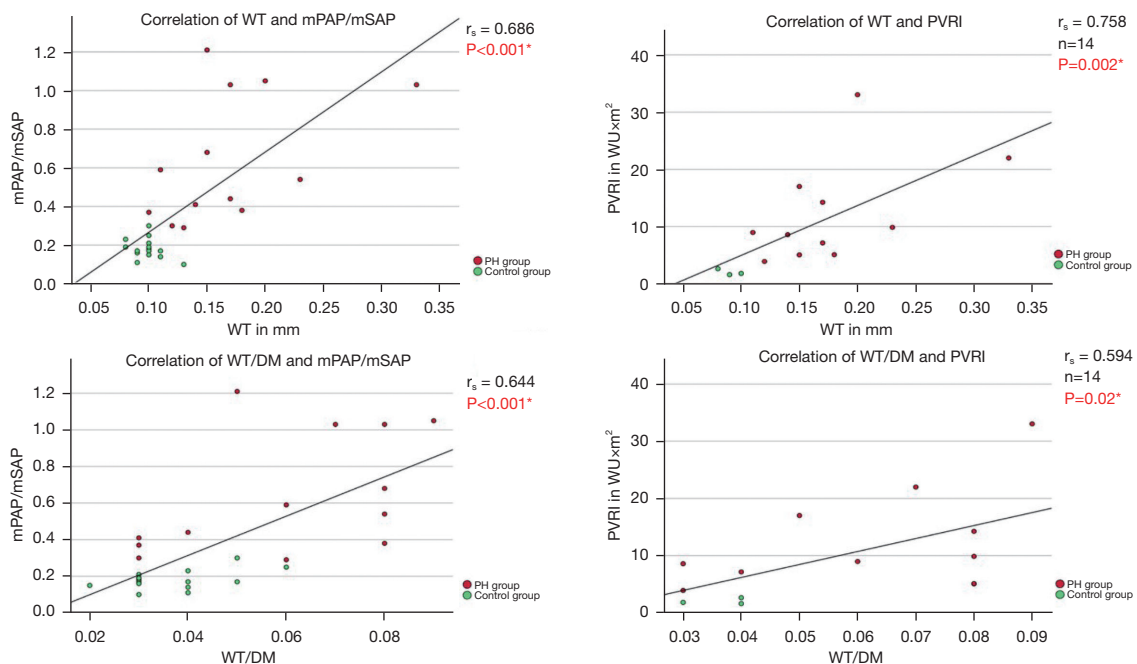 Correlation of WT and mPAP/mSAP
rₛ = 0.686
P<0.001*
mPAP/mSAP
1.2
1.0
0.8
0.6
0.4
0.2
0.0
0.05 0.10 0.15 0.20 0.25 0.30 0.35
WT in mm
PH group
Control group
Correlation of WT and PVRI
rₛ = 0.758
n=14
P=0.002*
PVRI in WU×m²
40
30
20
10
0
0.05 0.10 0.15 0.20 0.25 0.30 0.35
WT in mm
PH group
Control group
Correlation of WT/DM and mPAP/mSAP
rₛ = 0.644
P<0.001*
mPAP/mSAP
1.2
1.0
0.8
0.6
0.4
0.2
0.0
0.02 0.04 0.06 0.08
WT/DM
PH group
Control group
Correlation of WT/DM and PVRI
rₛ = 0.594
n=14
P=0.02*
PVRI in WU×m²
40
30
20
10
0
0.03 0.04 0.05 0.06 0.07 0.08 0.09
WT/DM
PH group
Control group